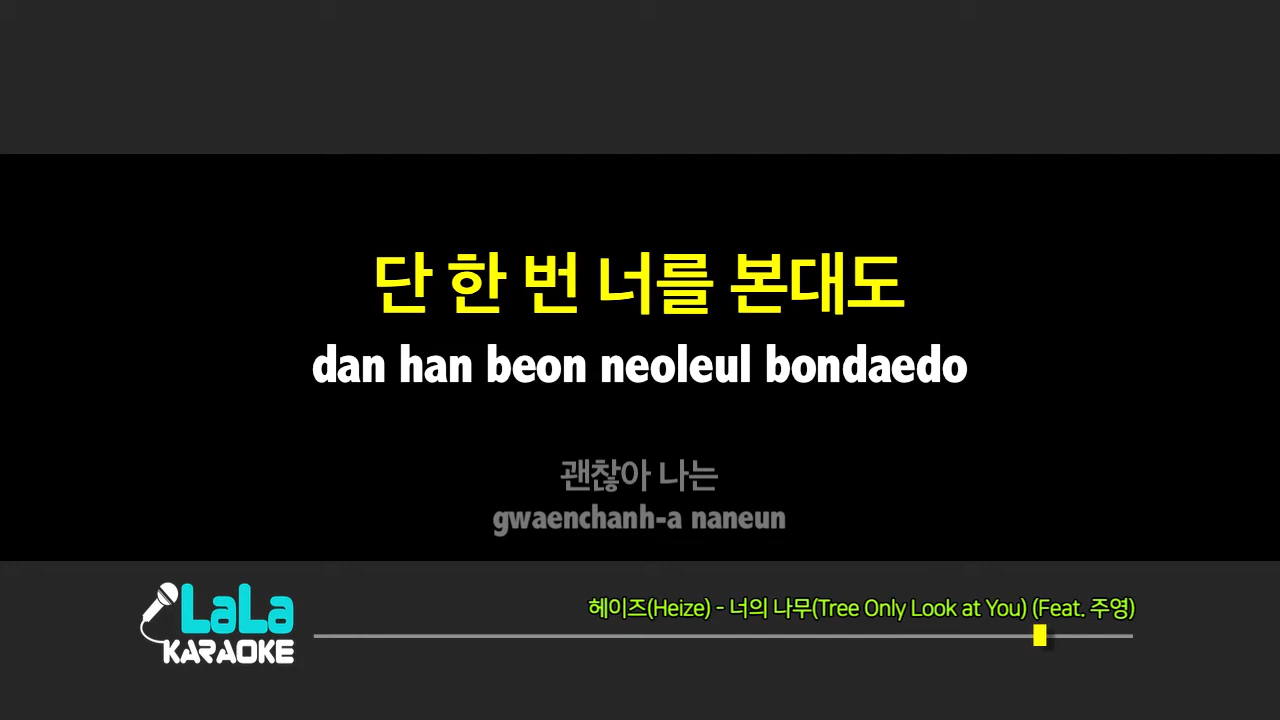 단 한 번 너를 본대도
dan han beon neoleul bondaedo
괜찮아 나는
gwaenchanh-a naneun
LaLa
KARAOKE
헤이즈(Heize) - 너의 나무(Tree Only Look at You) (Feat. 주영)